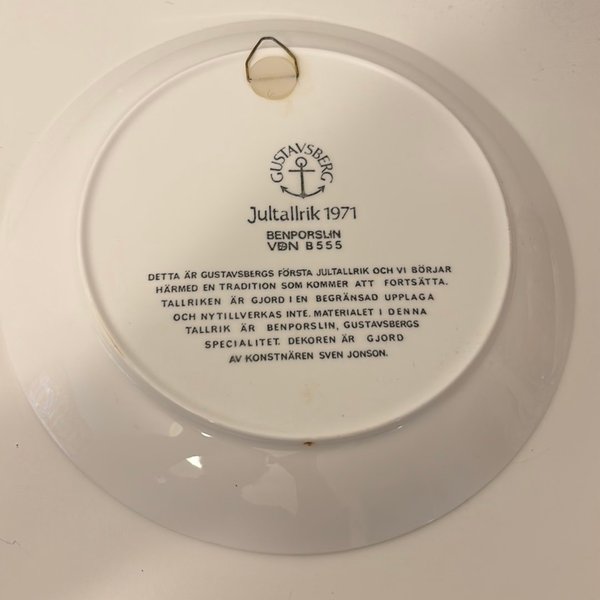 GUSTAVSBERG
Jultallrik 1971
BENPORSLIN
VDN B555
DETTA ÄR GUSTAVSBERGS FÖRSTA JULTALLRIK OCH VI BÖRJAR
HÄRMED EN TRADITION SOM KOMMER ATT FORTSÄTTA.
TALLRIKEN ÄR GJORD I EN BEGRÄNSAD UPPLAGA
OCH NYTILLVERKAS INTE. MATERIALET I DENNA
TALLRIK ÄR BENPORSLIN, GUSTAVSBERGS
SPECIALITET. DEKOREN ÄR GJORD
AV KONSTNÄREN SVEN JONSON.